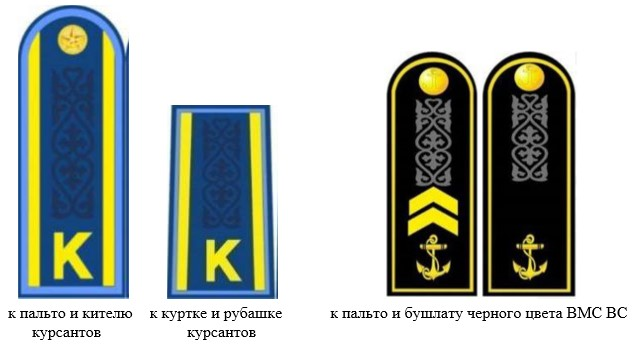 К
К
к пальто и кителю
курсантов
к куртке и рубашке
курсантов
к пальто и бушлату черного цвета ВМС ВС